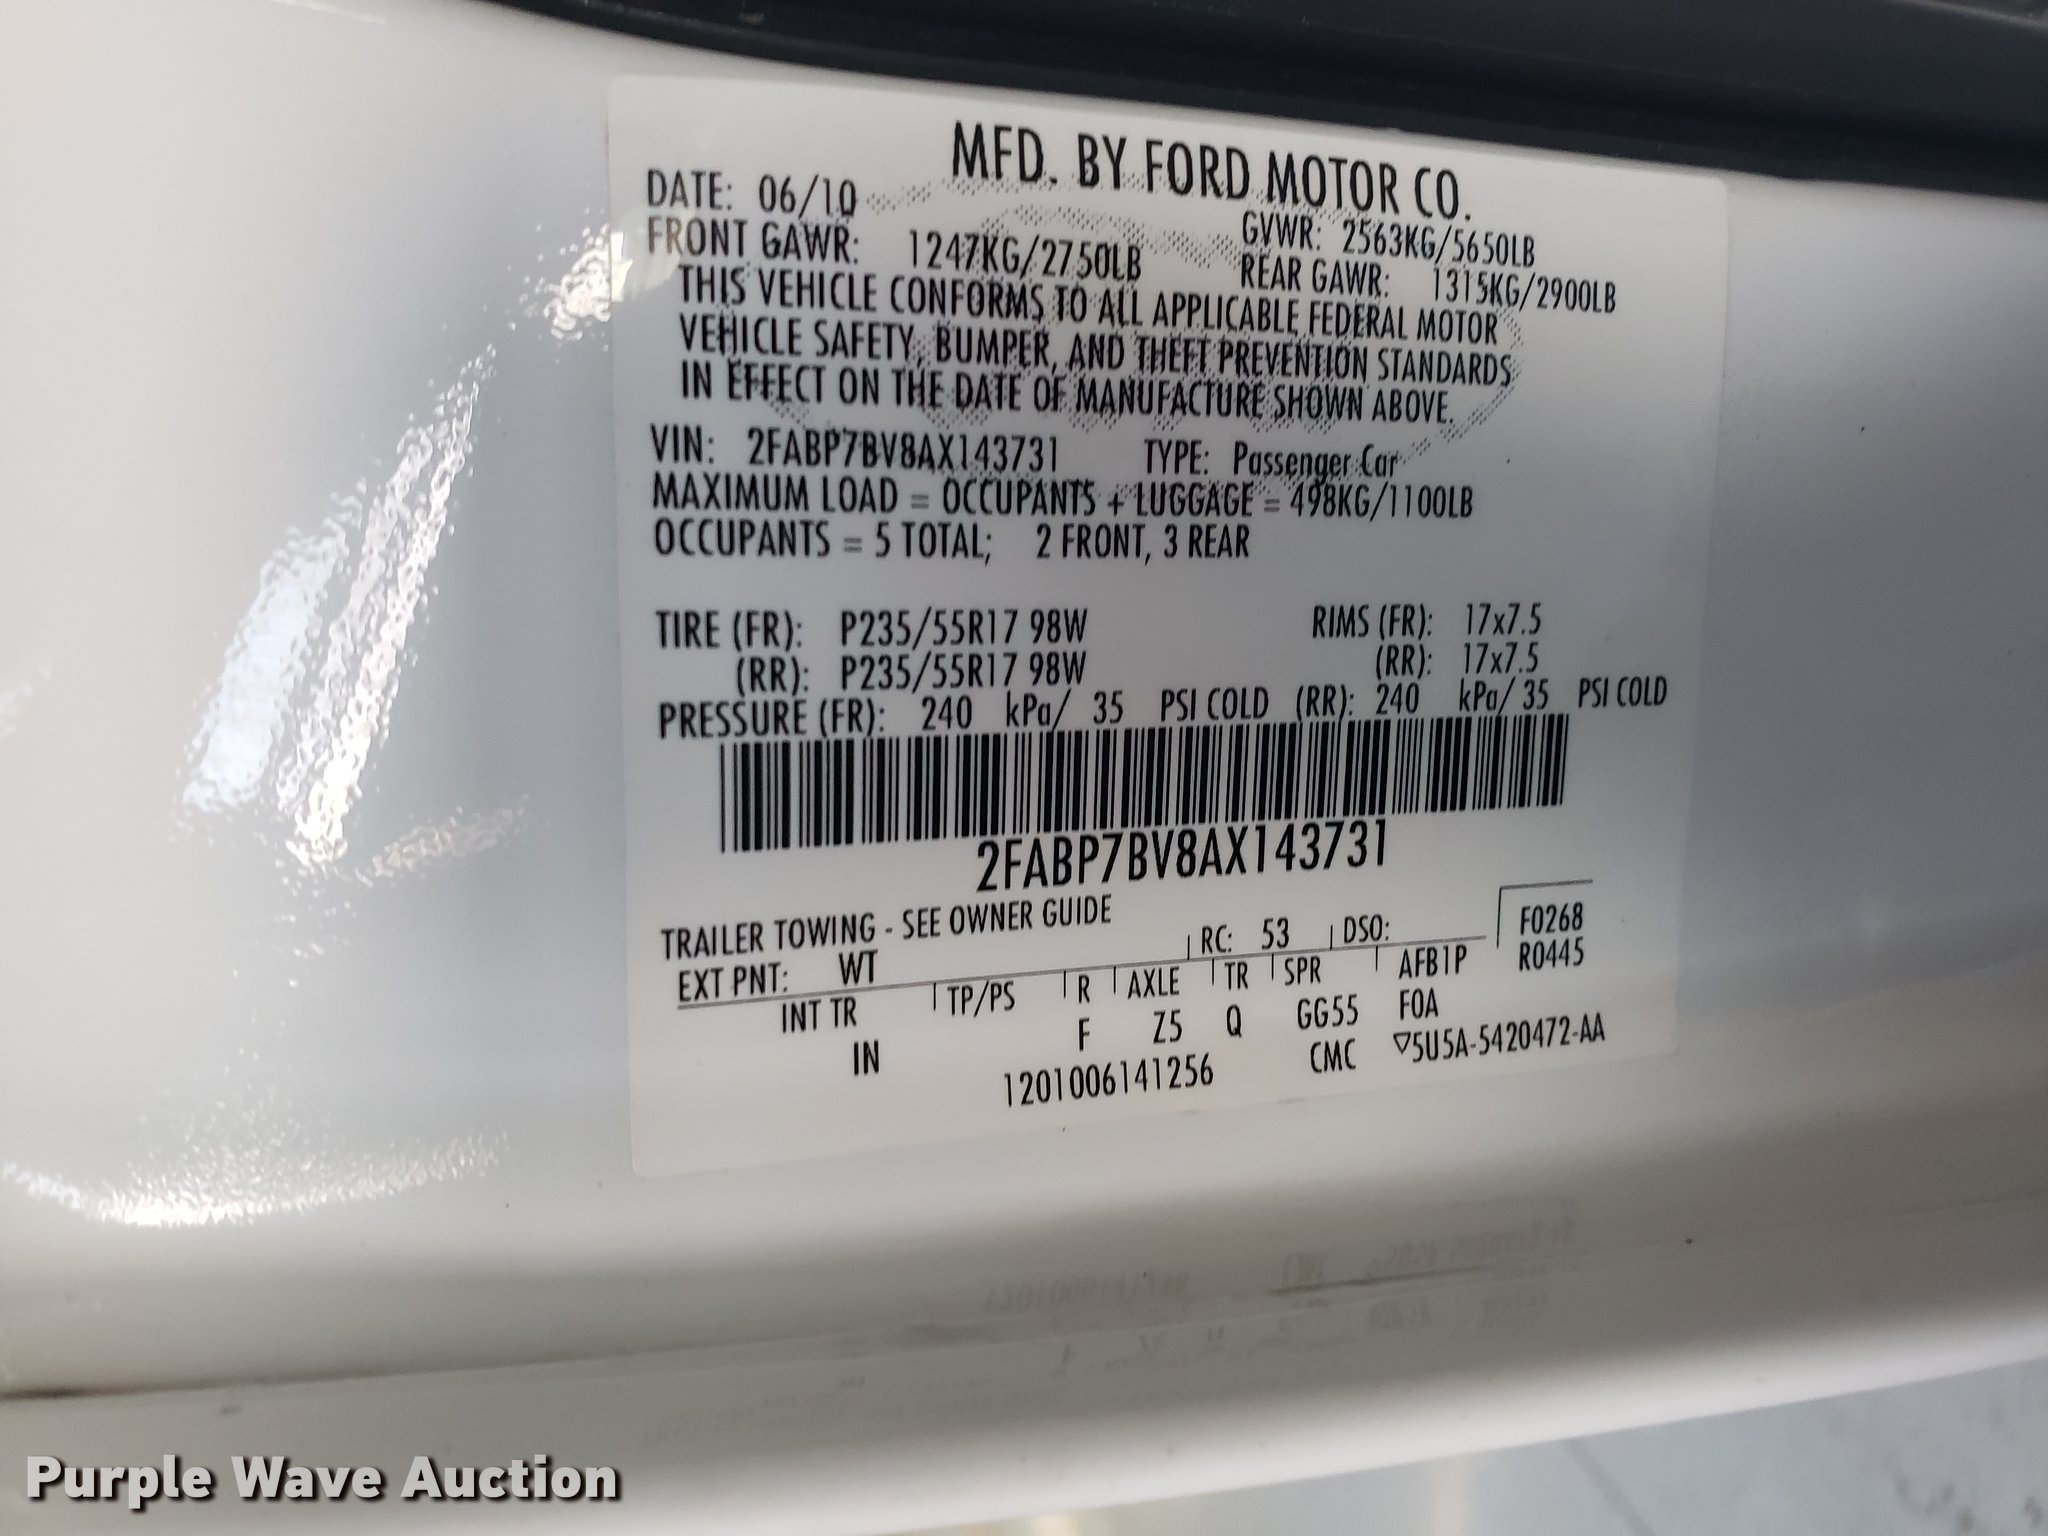 MFD. BY FORD MOTOR CO.
DATE: 06/10
GVWR: 2563KG/5650LB
FRONT GAWR: 1247KG/2750LB
REAR GAWR: 1315KG/2900LB
THIS VEHICLE CONFORMS TO ALL APPLICABLE FEDERAL MOTOR
VEHICLE SAFETY, BUMPER, AND THEFT PREVENTION STANDARDS
IN EFFECT ON THE DATE OF MANUFACTURE SHOWN ABOVE.
VIN: 2FABP7BV8AX143731 TYPE: Passenger Car
MAXIMUM LOAD = OCCUPANTS + LUGGAGE = 498KG/1100LB
OCCUPANTS = 5 TOTAL; 2 FRONT, 3 REAR
TIRE (FR): P235/55R17 98W RIMS (FR): 17x7.5
(RR): P235/55R17 98W (RR): 17x7.5
PRESSURE (FR): 240 kPa/ 35 PSI COLD (RR): 240 kPa/ 35 PSI COLD
2FABP7BV8AX143731
TRAILER TOWING - SEE OWNER GUIDE
F0268
R0445
EXT PNT: WT RC: 53 DSO:
INT TR TP/PS R AXLE TR SPR AFB1P
IN F Z5 Q GG55 FOA
1201006141256 CMC ▽5U5A-5420472-AA
Purple Wave Auction